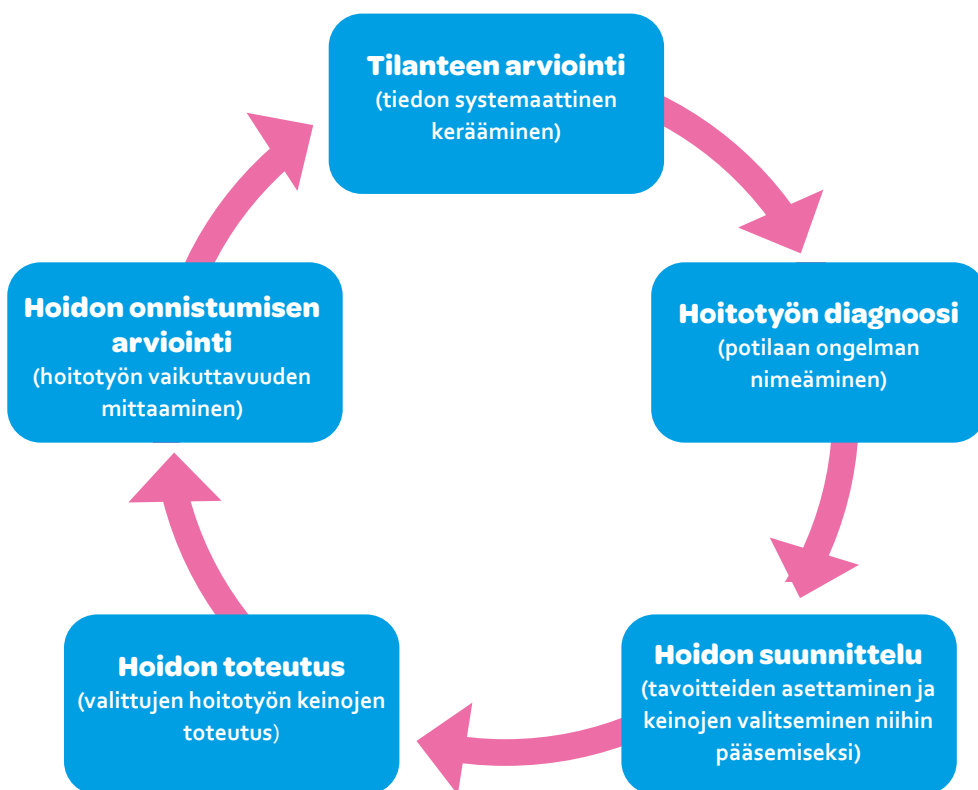 Tilanteen arviointi
(tiedon systemaattinen
kerääminen)
Hoitotyön diagnoosi
(potilaan ongelman
nimeäminen)
Hoidon suunnittelu
(tavoitteiden asettaminen ja
keinojen valitseminen niihin
pääsemiseksi)
Hoidon toteutus
(valittujen hoitotyön keinojen
toteutus)
Hoidon onnistumisen
arviointi
(hoitotyön vaikuttavuuden
mittaaminen)